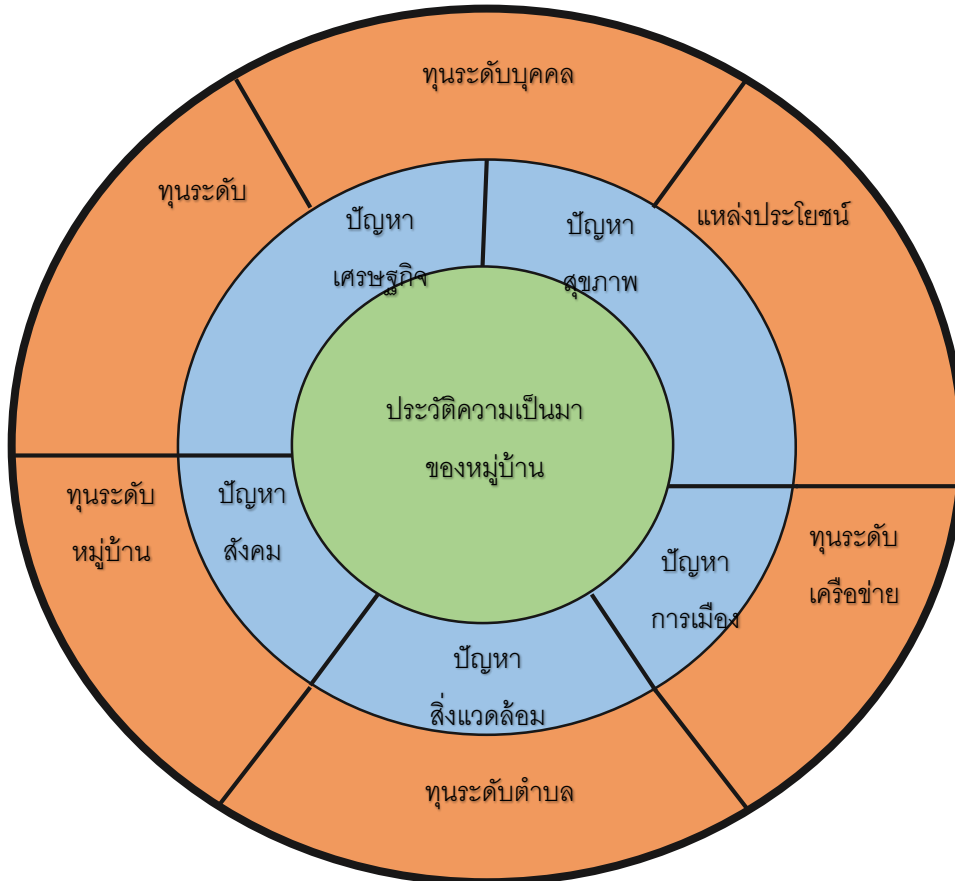 ทุนระดับบุคคล
ทุนระดับ
แหล่งประโยชน์
ปัญหา
เศรษฐกิจ
ปัญหา
สุขภาพ
ประวัติความเป็นมา
ของหมู่บ้าน
ทุนระดับ
หมู่บ้าน
ปัญหา
สังคม
ปัญหา
การเมือง
ทุนระดับ
เครือข่าย
ปัญหา
สิ่งแวดล้อม
ทุนระดับตำบล